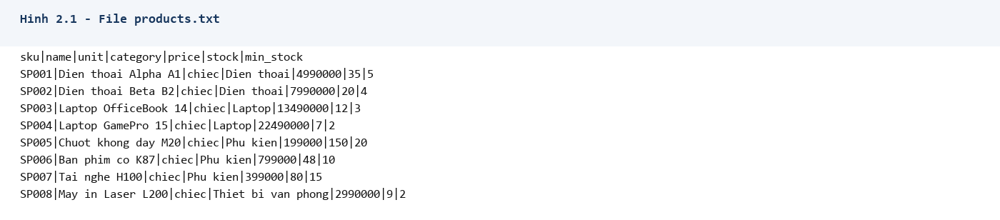 Hinh 2.1 - File products.txt
sku|name|unit|category|price|stock|min_stock
SP001|Dien thoai Alpha A1|chiec|Dien thoai|4990000|35|5
SP002|Dien thoai Beta B2|chiec|Dien thoai|7990000|20|4
SP003|Laptop OfficeBook 14|chiec|Laptop|13490000|12|3
SP004|Laptop GamePro 15|chiec|Laptop|22490000|7|2
SP005|Chuot khong day M20|chiec|Phu kien|199000|150|20
SP006|Ban phim co K87|chiec|Phu kien|799000|48|10
SP007|Tai nghe H100|chiec|Phu kien|399000|80|15
SP008|May in Laser L200|chiec|Thiet bi van phong|2990000|9|2